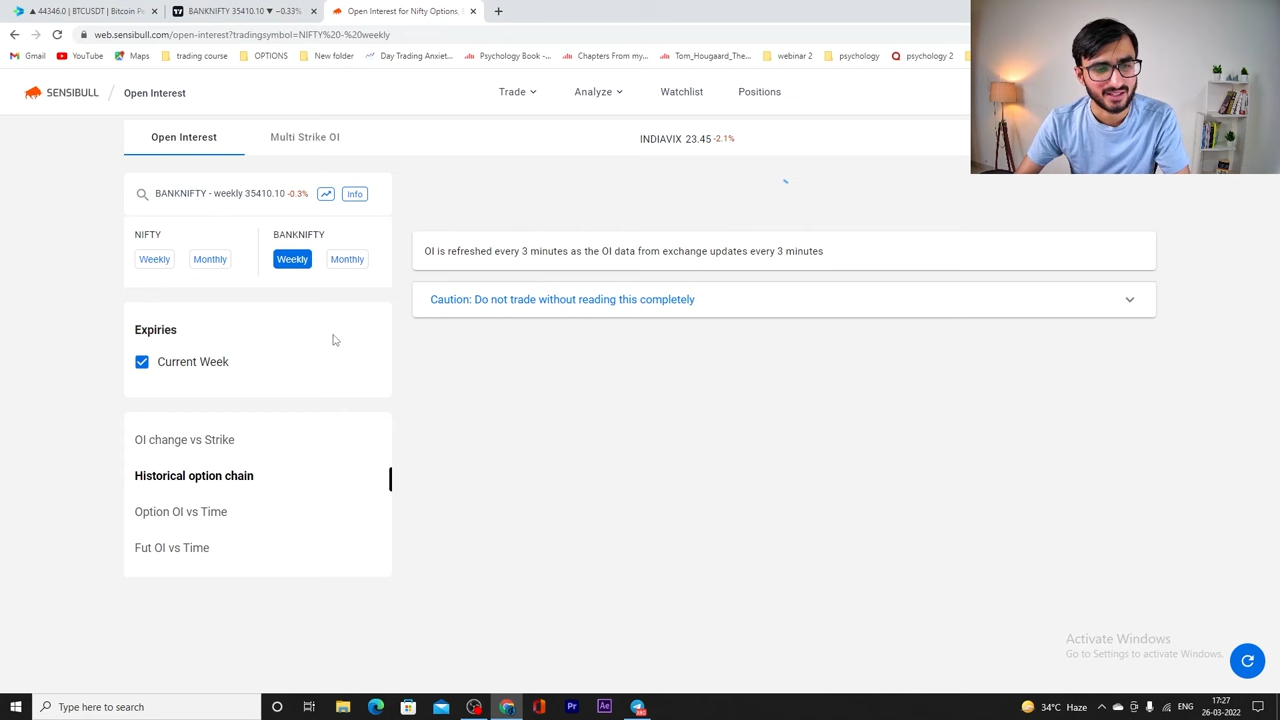 44346.0 | BTCUSDT | Bitcoin P
BANKNIFTY 35410.10 ▼ −0.33%
Open Interest for Nifty Options,
web.sensibull.com/open-interest?tradingsymbol=NIFTY%20-%20weekly
Gmail
YouTube
Maps
trading course
OPTIONS
New folder
Day Trading Anxiet...
Psychology Book -...
Chapters From my...
Tom_Hougaard_The...
webinar 2
psychology
psychology 2
SENSIBULL / Open Interest
Trade
Analyze
Watchlist
Positions
Open Interest
Multi Strike OI
INDIAVIX 23.45 -2.1%
BANKNIFTY - weekly 35410.10 -0.3%
Info
NIFTY
BANKNIFTY
Weekly
Monthly
Weekly
Monthly
OI is refreshed every 3 minutes as the OI data from exchange updates every 3 minutes
Caution: Do not trade without reading this completely
Expiries
Current Week
OI change vs Strike
Historical option chain
Option OI vs Time
Fut OI vs Time
Activate Windows
Go to Settings to activate Windows.
Type here to search
34°C Haze
ENG
17:27
26-03-2022